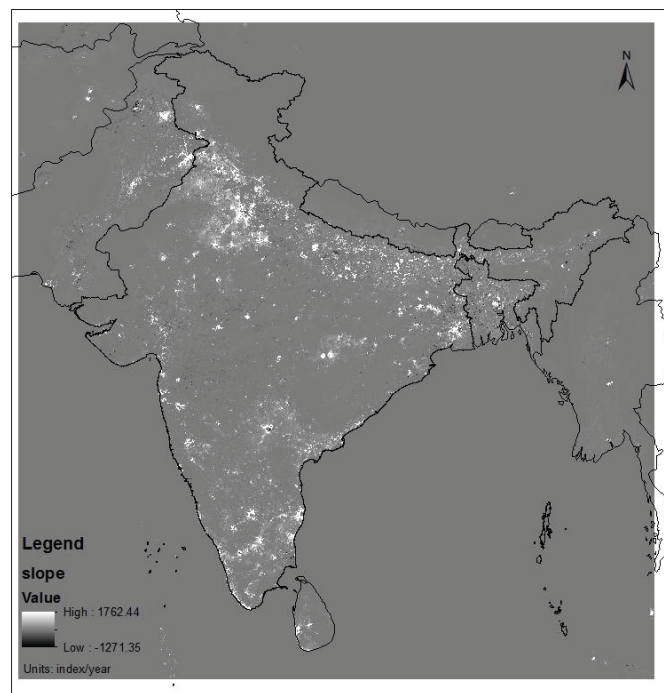 N
Legend
slope
Value
High : 1762.44
Low : -1271.35
Units: index/year